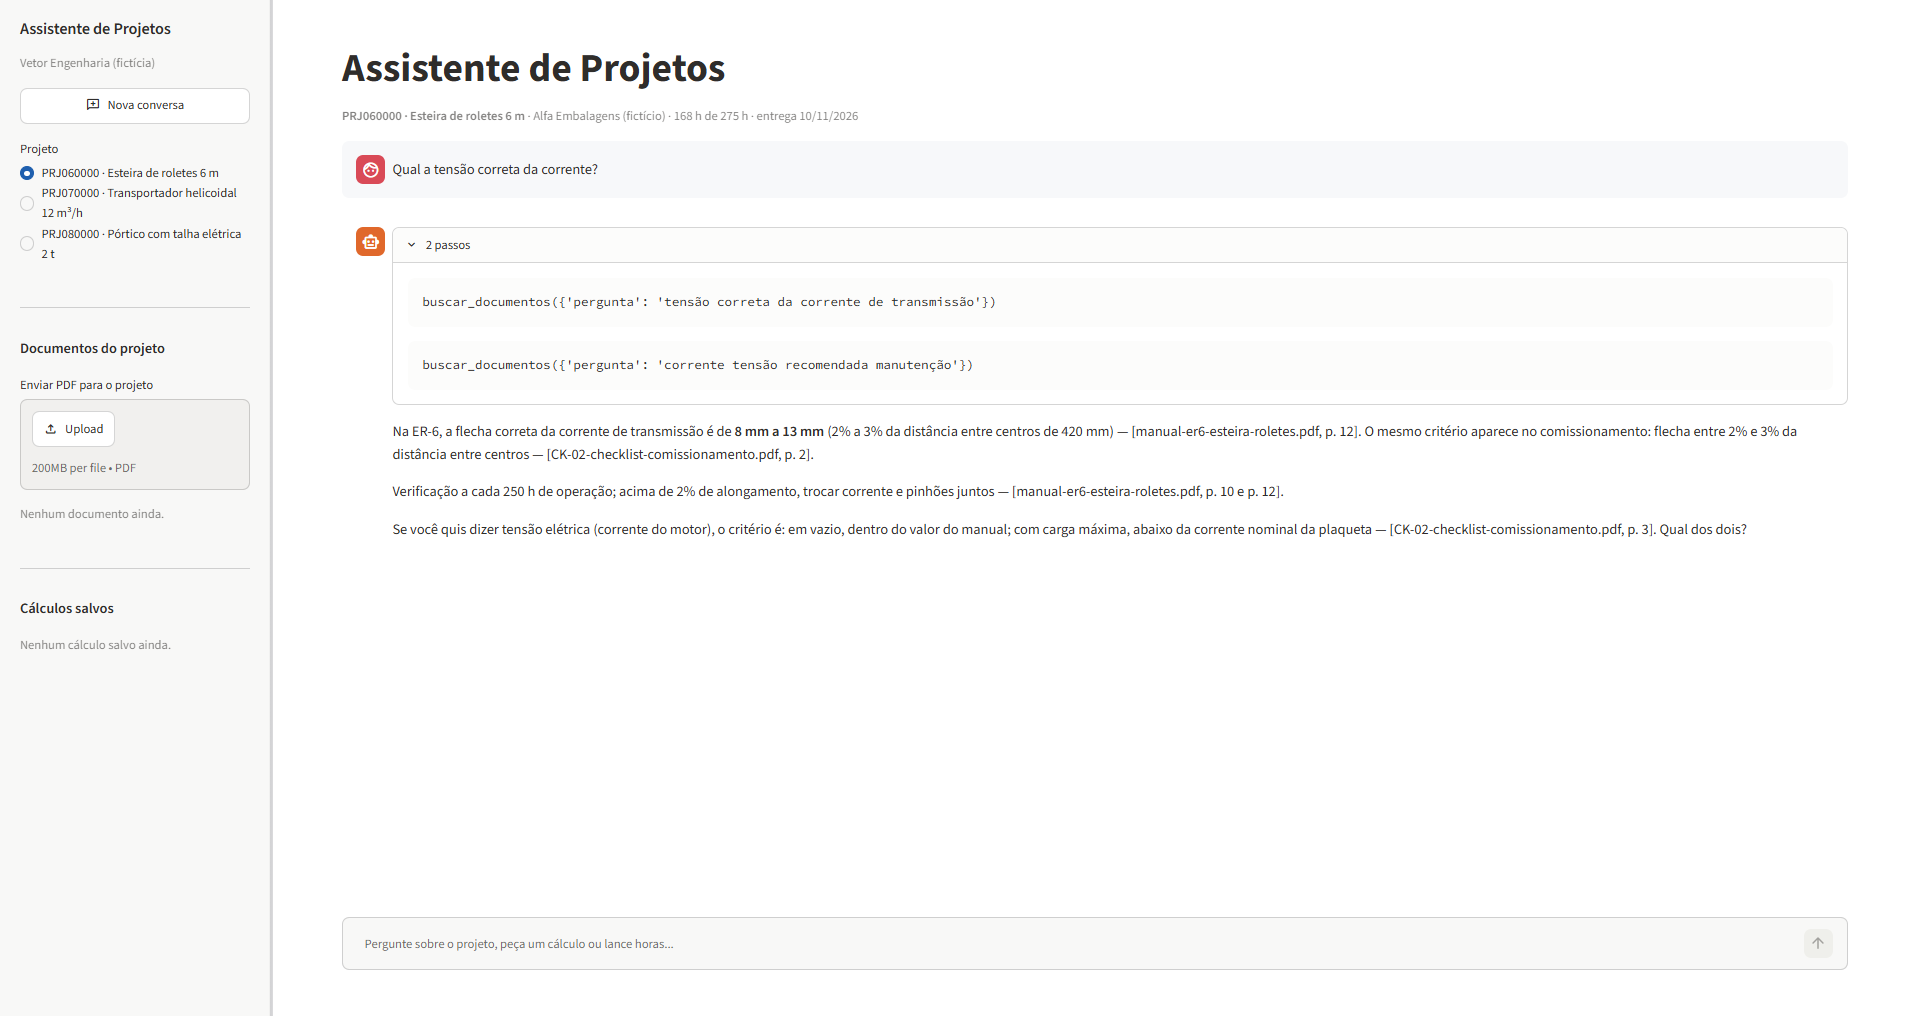 Assistente de Projetos
Vetor Engenharia (fictícia)
Nova conversa
Projeto
PRJ060000 · Esteira de roletes 6 m
PRJ070000 · Transportador helicoidal
12 m³/h
PRJ080000 · Pórtico com talha elétrica
2 t
Documentos do projeto
Enviar PDF para o projeto
Upload
200MB per file • PDF
Nenhum documento ainda.
Cálculos salvos
Nenhum cálculo salvo ainda.
Assistente de Projetos
PRJ060000 · Esteira de roletes 6 m · Alfa Embalagens (fictício) · 168 h de 275 h · entrega 10/11/2026
Qual a tensão correta da corrente?
2 passos
buscar_documentos({'pergunta': 'tensão correta da corrente de transmissão'})
buscar_documentos({'pergunta': 'corrente tensão recomendada manutenção'})
Na ER-6, a flecha correta da corrente de transmissão é de 8 mm a 13 mm (2% a 3% da distância entre centros de 420 mm) — [manual-er6-esteira-roletes.pdf, p. 12]. O mesmo critério aparece no comissionamento: flecha entre 2% e 3% da
distância entre centros — [CK-02-checklist-comissionamento.pdf, p. 2].
Verificação a cada 250 h de operação; acima de 2% de alongamento, trocar corrente e pinhões juntos — [manual-er6-esteira-roletes.pdf, p. 10 e p. 12].
Se você quis dizer tensão elétrica (corrente do motor), o critério é: em vazio, dentro do valor do manual; com carga máxima, abaixo da corrente nominal da plaqueta — [CK-02-checklist-comissionamento.pdf, p. 3]. Qual dos dois?
Pergunte sobre o projeto, peça um cálculo ou lance horas...